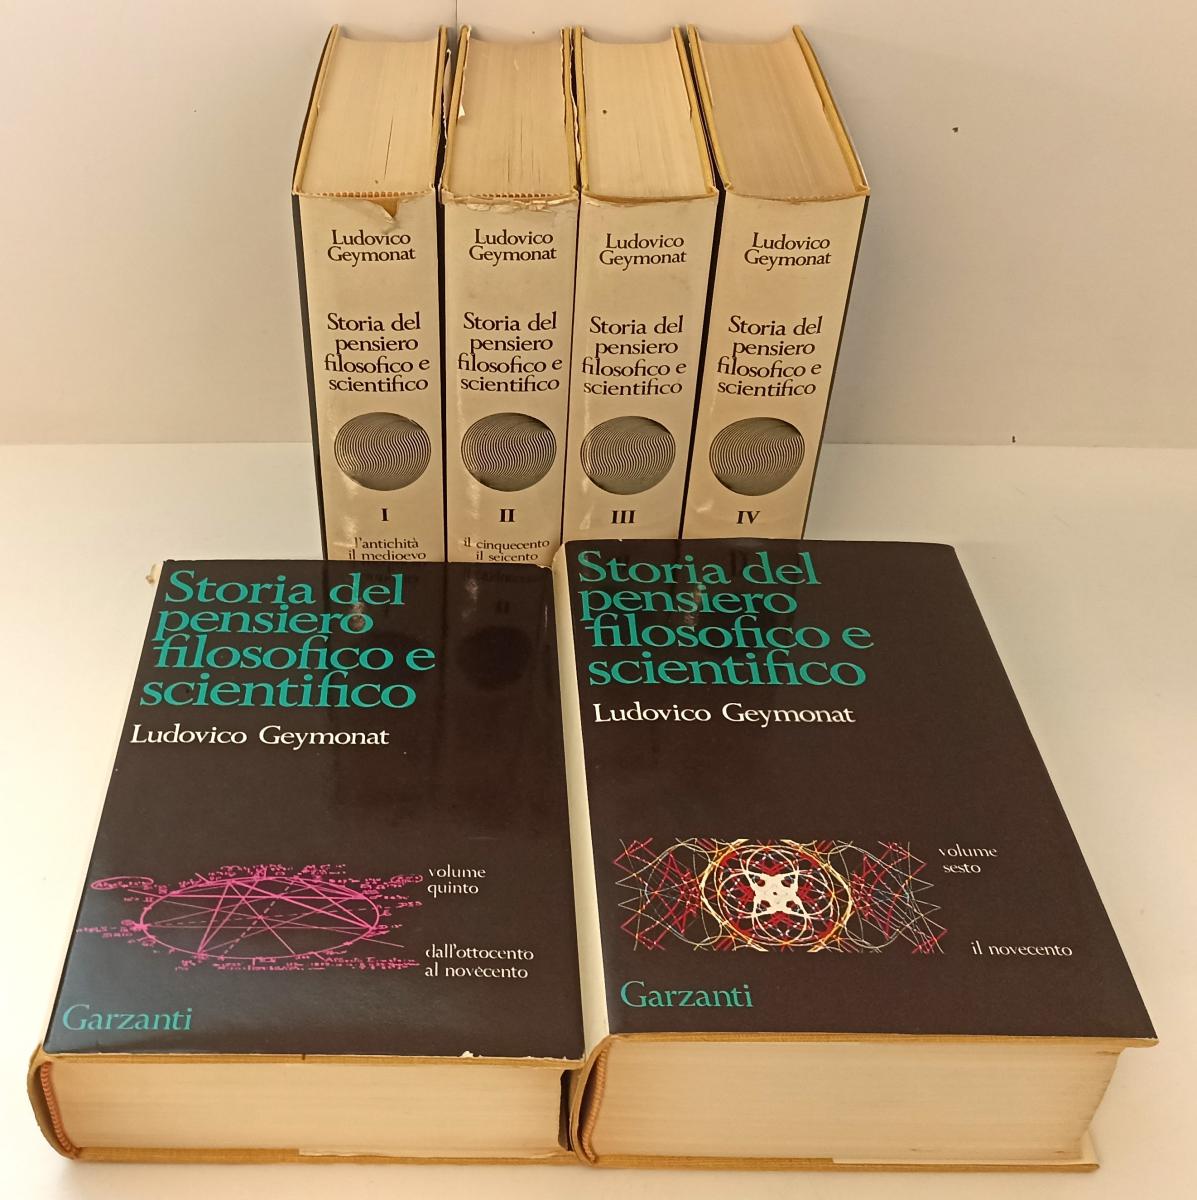 Ludovico
Geymonat
Storia del
pensiero
filosofico e
scientifico
I
l'antichità
il medioevo
Ludovico
Geymonat
Storia del
pensiero
filosofico e
scientifico
II
il cinquecento
il seicento
Ludovico
Geymonat
Storia del
pensiero
filosofico e
scientifico
III
Ludovico
Geymonat
Storia del
pensiero
filosofico e
scientifico
IV
Storia del
pensiero
filosofico e
scientifico
Ludovico Geymonat
volume
quinto
dall'ottocento
al novecento
Garzanti
Storia del
pensiero
filosofico e
scientifico
Ludovico Geymonat
volume
sesto
il novecento
Garzanti